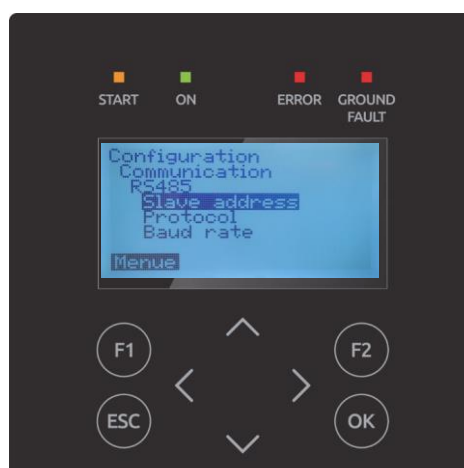 START ON ERROR GROUND
FAULT
Configuration
Communication
RS485
Slave address
Protocol
Baud rate
Menue
F1 F2
ESC OK